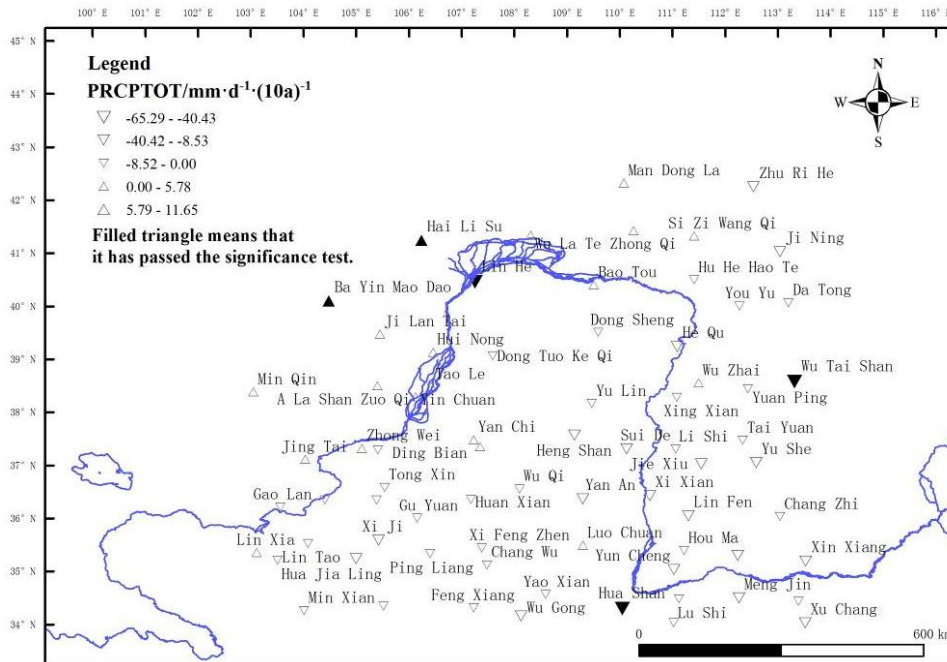 100° E 101° E 102° E 103° E 104° E 105° E 106° E 107° E 108° E 109° E 110° E 111° E 112° E 113° E 114° E 115° E 116° E
45° N
44° N
43° N
42° N
41° N
40° N
39° N
38° N
37° N
36° N
35° N
34° N
Legend
PRCPTOT/mm·d⁻¹·(10a)⁻¹
-65.29 - -40.43
-40.42 - -8.53
-8.52 - 0.00
0.00 - 5.78
5.79 - 11.65
Filled triangle means that
it has passed the significance test.
N
W E
S
Man Dong La
Zhu Ri He
Hai Li Su
Si Zi Wang Qi
Wu La Te Zhong Qi
Ji Ning
Lin He
Bao Tou
Hu He Hao Te
Ba Yin Mao Dao
You Yu
Da Tong
Ji Lan Tai
Hui Nong
Dong Sheng
He Qu
Dong Tuo Ke Qi
Min Qin
Tao Le
Wu Zhai
Wu Tai Shan
A La Shan Zuo Qi
Yin Chuan
Yu Lin
Xing Xian
Yuan Ping
Jing Tai
Zhong Wei
Yan Chi
Ding Bian
Heng Shan
Sui De
Li Shi
Tai Yuan
Yu She
Tong Xin
Wu Qi
Jie Xiu
Gao Lan
Gu Yuan
Huan Xian
Yan An
Xi Xian
Lin Fen
Chang Zhi
Lin Xia
Xi Ji
Xi Feng Zhen
Luo Chuan
Hou Ma
Lin Tao
Chang Wu
Yun Cheng
Xin Xiang
Hua Jia Ling
Ping Liang
Min Xian
Feng Xiang
Yao Xian
Hua Shan
Meng Jin
Wu Gong
Lu Shi
Xu Chang
0 600 km